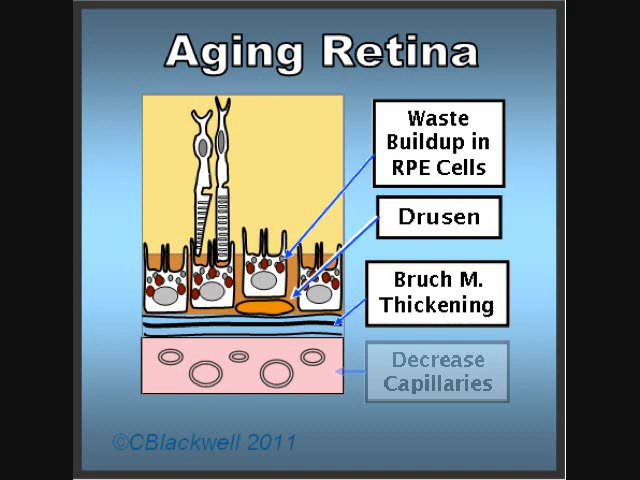 Aging Retina
Waste
Buildup in
RPE Cells
Drusen
Bruch M.
Thickening
Decrease
Capillaries
©CBlackwell 2011